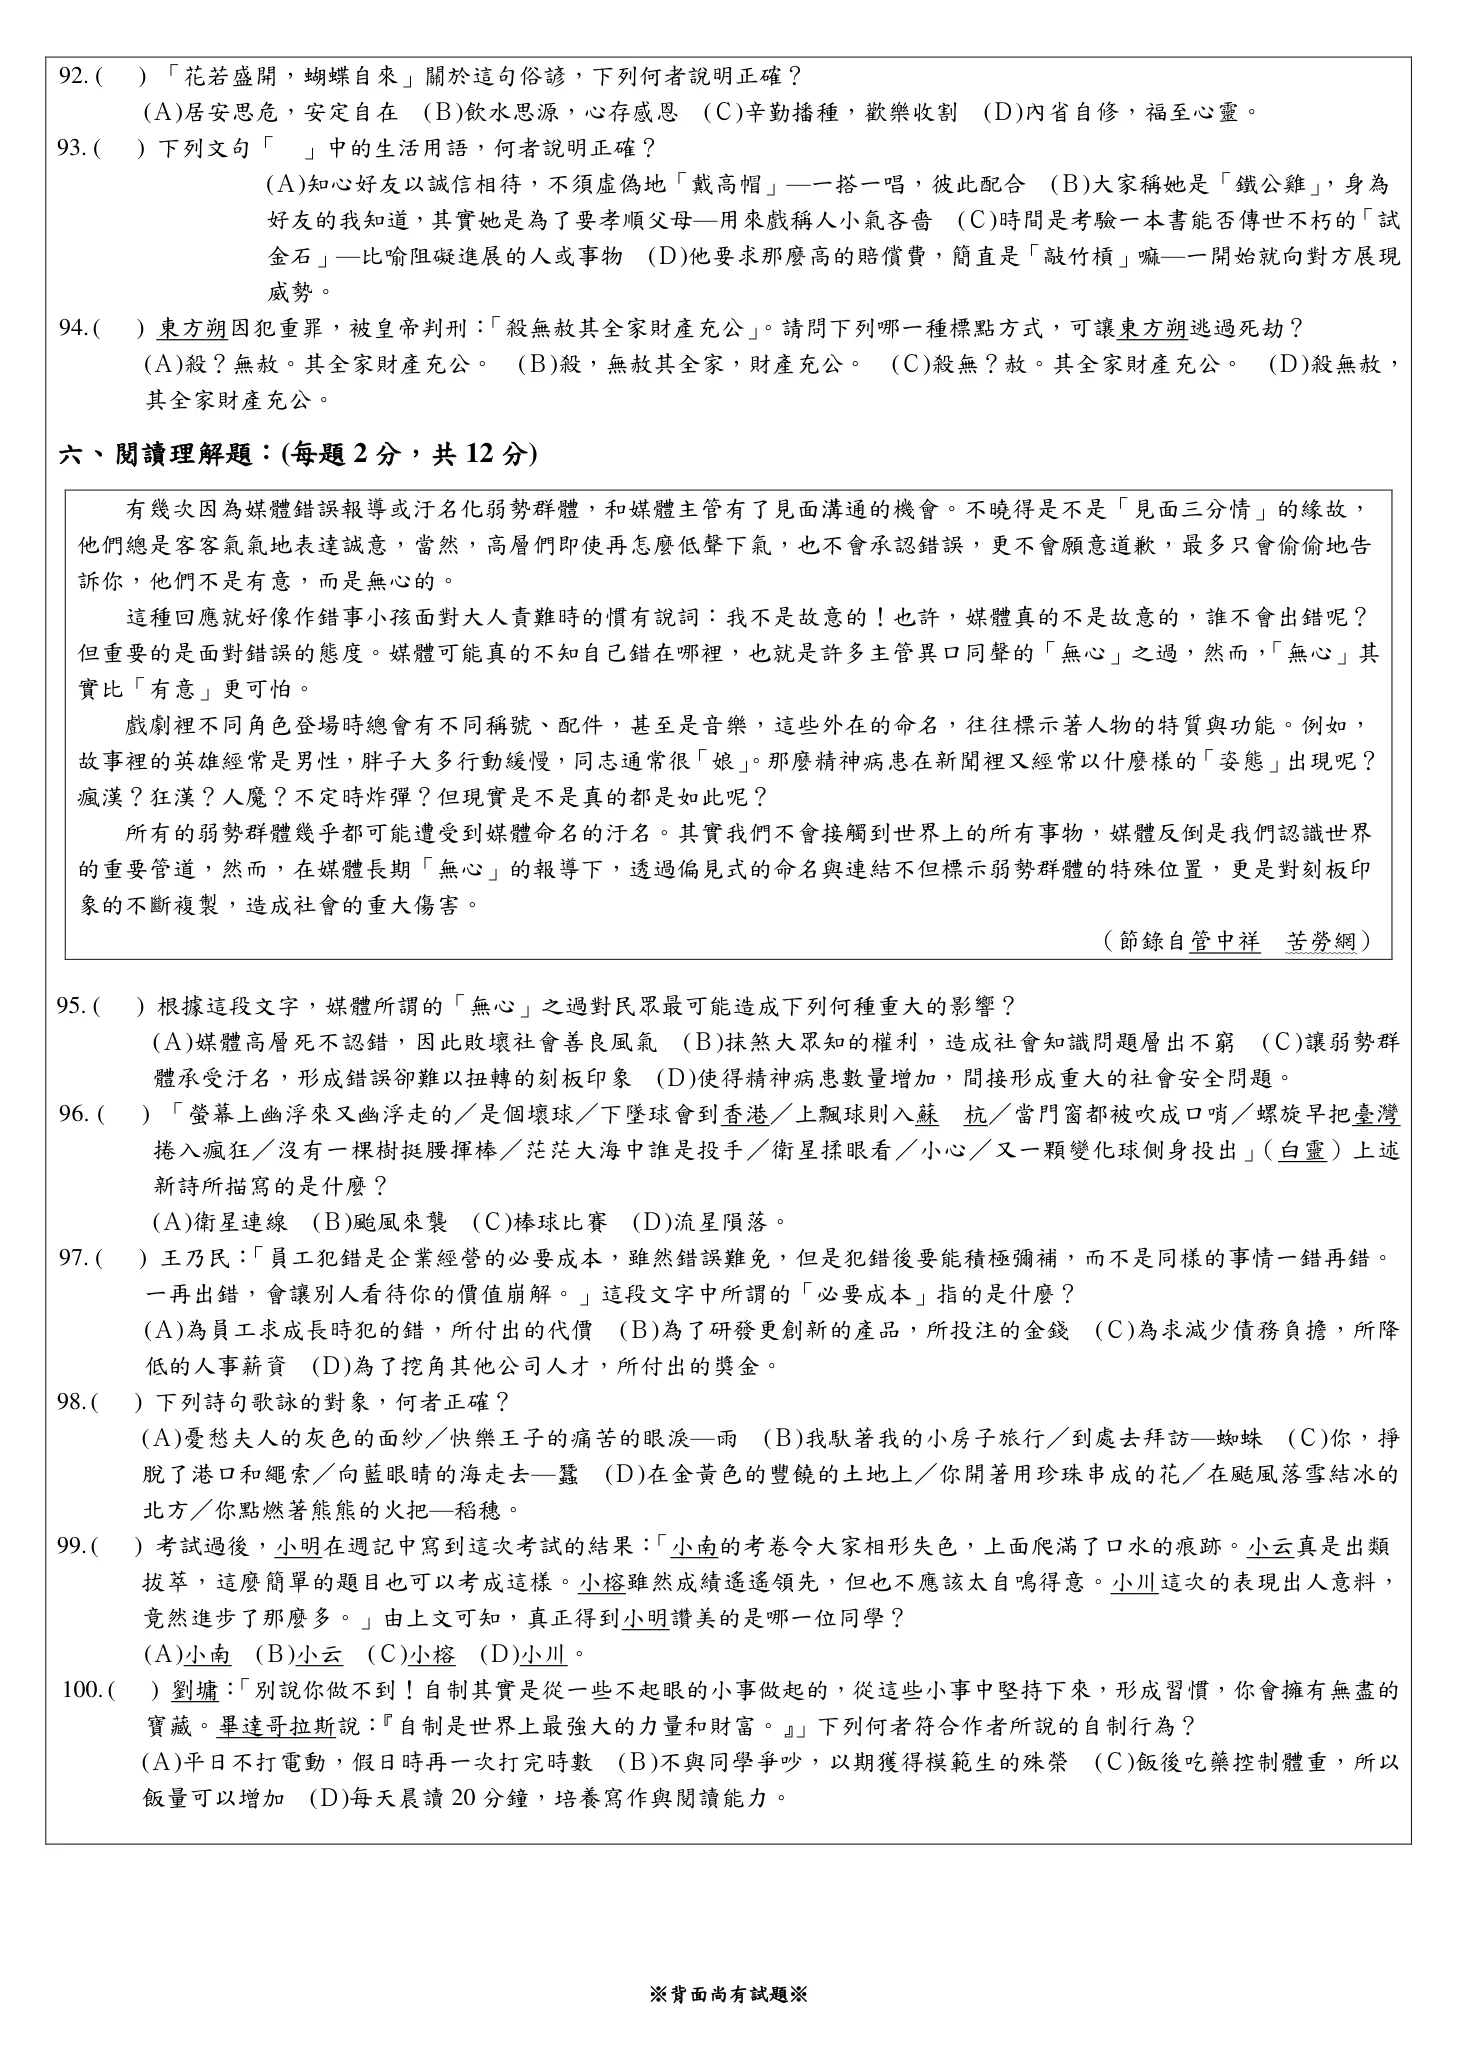 92. (　) 「花若盛開，蝴蝶自來」關於這句俗諺，下列何者說明正確？
(A)居安思危，安定自在　(B)飲水思源，心存感恩　(C)辛勤播種，歡樂收割　(D)內省自修，福至心靈。
93. (　) 下列文句「　」中的生活用語，何者說明正確？
(A)知心好友以誠信相待，不須虛偽地「戴高帽」—一搭一唱，彼此配合　(B)大家稱她是「鐵公雞」，身為
好友的我知道，其實她是為了要孝順父母—用來戲稱人小氣吝嗇　(C)時間是考驗一本書能否傳世不朽的「試
金石」—比喻阻礙進展的人或事物　(D)他要求那麼高的賠償費，簡直是「敲竹槓」嘛—一開始就向對方展現
威勢。
94. (　) 東方朔因犯重罪，被皇帝判刑：「殺無赦其全家財產充公」。請問下列哪一種標點方式，可讓東方朔逃過死劫？
(A)殺？無赦。其全家財產充公。　(B)殺，無赦其全家，財產充公。　(C)殺無？赦。其全家財產充公。　(D)殺無赦，
其全家財產充公。
六、閱讀理解題：(每題 2 分，共 12 分)
有幾次因為媒體錯誤報導或汙名化弱勢群體，和媒體主管有了見面溝通的機會。不曉得是不是「見面三分情」的緣故，
他們總是客客氣氣地表達誠意，當然，高層們即使再怎麼低聲下氣，也不會承認錯誤，更不會願意道歉，最多只會偷偷地告
訴你，他們不是有意，而是無心的。
這種回應就好像作錯事小孩面對大人責難時的慣有說詞：我不是故意的！也許，媒體真的不是故意的，誰不會出錯呢？
但重要的是面對錯誤的態度。媒體可能真的不知自己錯在哪裡，也就是許多主管異口同聲的「無心」之過，然而，「無心」其
實比「有意」更可怕。
戲劇裡不同角色登場時總會有不同稱號、配件，甚至是音樂，這些外在的命名，往往標示著人物的特質與功能。例如，
故事裡的英雄經常是男性，胖子大多行動緩慢，同志通常很「娘」。那麼精神病患在新聞裡又經常以什麼樣的「姿態」出現呢？
瘋漢？狂漢？人魔？不定時炸彈？但現實是不是真的都是如此呢？
所有的弱勢群體幾乎都可能遭受到媒體命名的汙名。其實我們不會接觸到世界上的所有事物，媒體反倒是我們認識世界
的重要管道，然而，在媒體長期「無心」的報導下，透過偏見式的命名與連結不但標示弱勢群體的特殊位置，更是對刻板印
象的不斷複製，造成社會的重大傷害。
（節錄自管中祥　苦勞網）
95. (　) 根據這段文字，媒體所謂的「無心」之過對民眾最可能造成下列何種重大的影響？
(A)媒體高層死不認錯，因此敗壞社會善良風氣　(B)抹煞大眾知的權利，造成社會知識問題層出不窮　(C)讓弱勢群
體承受汙名，形成錯誤卻難以扭轉的刻板印象　(D)使得精神病患數量增加，間接形成重大的社會安全問題。
96. (　) 「螢幕上幽浮來又幽浮走的／是個壞球／下墜球會到香港／上飄球則入蘇　杭／當門窗都被吹成口哨／螺旋早把臺灣
捲入瘋狂／沒有一棵樹挺腰揮棒／茫茫大海中誰是投手／衛星揉眼看／小心／又一顆變化球側身投出」（白靈）上述
新詩所描寫的是什麼？
(A)衛星連線　(B)颱風來襲　(C)棒球比賽　(D)流星隕落。
97. (　) 王乃民：「員工犯錯是企業經營的必要成本，雖然錯誤難免，但是犯錯後要能積極彌補，而不是同樣的事情一錯再錯。
一再出錯，會讓別人看待你的價值崩解。」這段文字中所謂的「必要成本」指的是什麼？
(A)為員工求成長時犯的錯，所付出的代價　(B)為了研發更創新的產品，所投注的金錢　(C)為求減少債務負擔，所降
低的人事薪資　(D)為了挖角其他公司人才，所付出的獎金。
98. (　) 下列詩句歌詠的對象，何者正確？
(A)憂愁夫人的灰色的面紗／快樂王子的痛苦的眼淚—雨　(B)我馱著我的小房子旅行／到處去拜訪—蜘蛛　(C)你，掙
脫了港口和繩索／向藍眼睛的海走去—蠶　(D)在金黃色的豐饒的土地上／你開著用珍珠串成的花／在颳風落雪結冰的
北方／你點燃著熊熊的火把—稻穗。
99. (　) 考試過後，小明在週記中寫到這次考試的結果：「小南的考卷令大家相形失色，上面爬滿了口水的痕跡。小云真是出類
拔萃，這麼簡單的題目也可以考成這樣。小榕雖然成績遙遙領先，但也不應該太自鳴得意。小川這次的表現出人意料，
竟然進步了那麼多。」由上文可知，真正得到小明讚美的是哪一位同學？
(A)小南　(B)小云　(C)小榕　(D)小川。
100. (　) 劉墉：「別說你做不到！自制其實是從一些不起眼的小事做起的，從這些小事中堅持下來，形成習慣，你會擁有無盡的
寶藏。畢達哥拉斯說：『自制是世界上最強大的力量和財富。』」下列何者符合作者所說的自制行為？
(A)平日不打電動，假日時再一次打完時數　(B)不與同學爭吵，以期獲得模範生的殊榮　(C)飯後吃藥控制體重，所以
飯量可以增加　(D)每天晨讀 20 分鐘，培養寫作與閱讀能力。
※背面尚有試題※